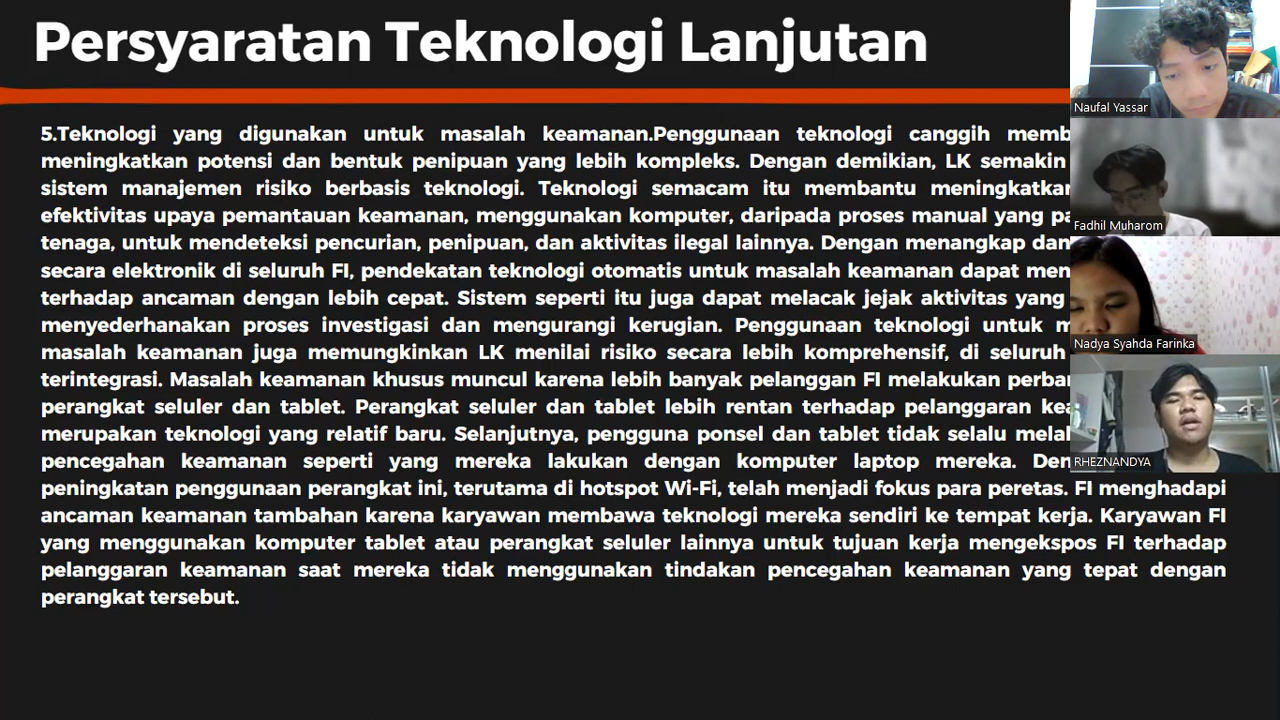 Persyaratan Teknologi Lanjutan
5.Teknologi yang digunakan untuk masalah keamanan.Penggunaan teknologi canggih
meningkatkan potensi dan bentuk penipuan yang lebih kompleks. Dengan demikian, LK semakin
sistem manajemen risiko berbasis teknologi. Teknologi semacam itu membantu meningkatkan
efektivitas upaya pemantauan keamanan, menggunakan komputer, daripada proses manual yang
tenaga, untuk mendeteksi pencurian, penipuan, dan aktivitas ilegal lainnya. Dengan menangkap dan
secara elektronik di seluruh FI, pendekatan teknologi otomatis untuk masalah keamanan dapat
terhadap ancaman dengan lebih cepat. Sistem seperti itu juga dapat melacak jejak aktivitas yang
menyederhanakan proses investigasi dan mengurangi kerugian. Penggunaan teknologi untuk
masalah keamanan juga memungkinkan LK menilai risiko secara lebih komprehensif, di seluruh
terintegrasi. Masalah keamanan khusus muncul karena lebih banyak pelanggan FI melakukan
perangkat seluler dan tablet. Perangkat seluler dan tablet lebih rentan terhadap pelanggaran
merupakan teknologi yang relatif baru. Selanjutnya, pengguna ponsel dan tablet tidak selalu
pencegahan keamanan seperti yang mereka lakukan dengan komputer laptop mereka.
peningkatan penggunaan perangkat ini, terutama di hotspot Wi-Fi, telah menjadi fokus para peretas. FI menghadapi
ancaman keamanan tambahan karena karyawan membawa teknologi mereka sendiri ke tempat kerja. Karyawan FI
yang menggunakan komputer tablet atau perangkat seluler lainnya untuk tujuan kerja mengekspos FI terhadap
pelanggaran keamanan saat mereka tidak menggunakan tindakan pencegahan keamanan yang tepat dengan
perangkat tersebut.
Naufal Yassar
Fadhil Muharom
Nadya Syahda Farinka
RHEZNANDYA